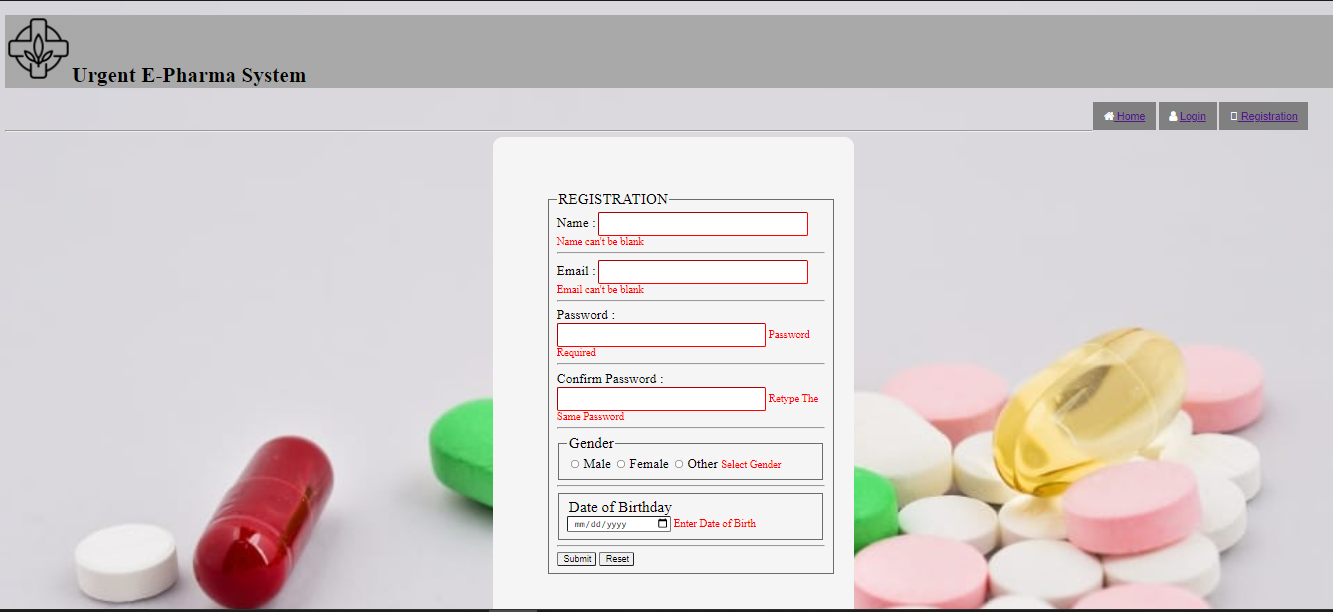 Urgent E-Pharma System
Home Login Registration
REGISTRATION
Name :
Name can't be blank
Email :
Email can't be blank
Password :
Password
Required
Confirm Password :
Retype The
Same Password
Gender
Male Female Other Select Gender
Date of Birthday
mm/dd/yyyy Enter Date of Birth
Submit Reset